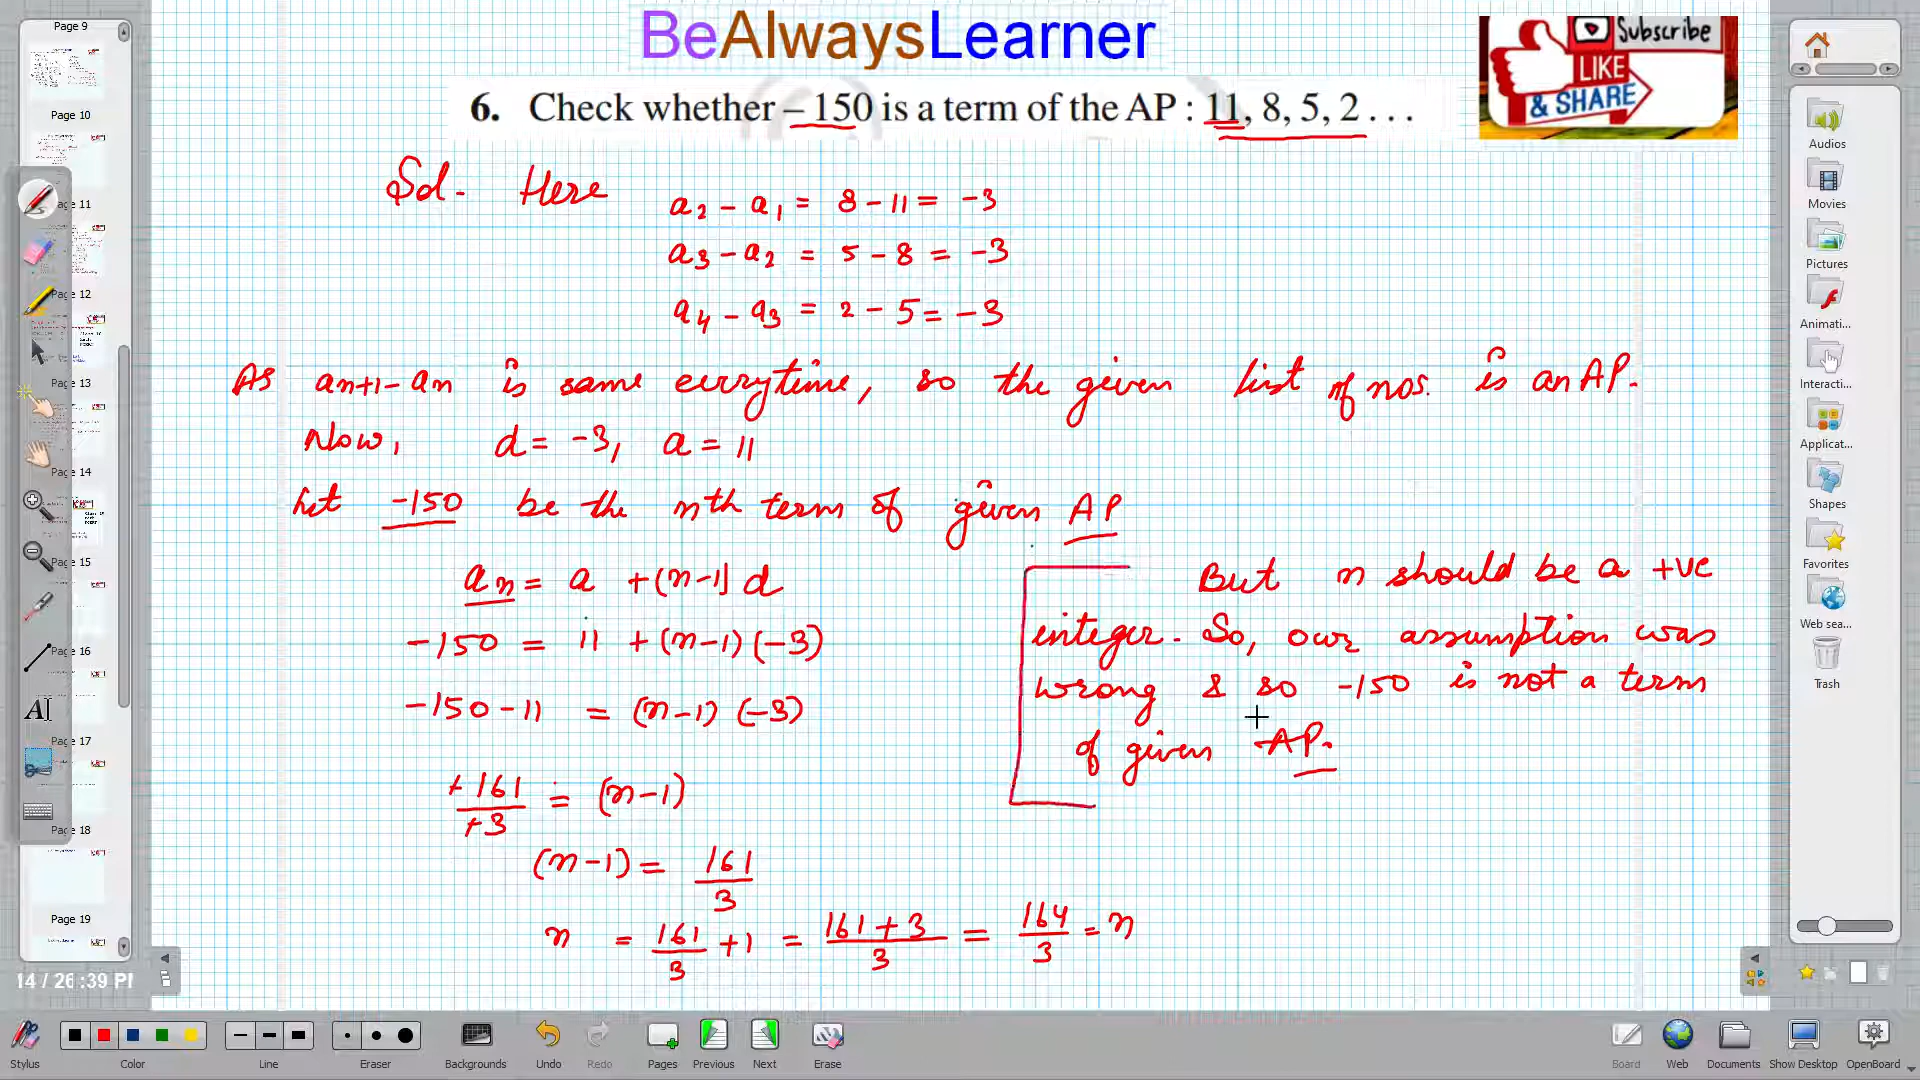 BeAlwaysLearner
Subscribe
LIKE
& SHARE
6. Check whether – 150 is a term of the AP : 11, 8, 5, 2 . . .
Sol. Here a2 - a1 = 8 - 11 = -3
a3 - a2 = 5 - 8 = -3
a4 - a3 = 2 - 5 = -3
As an+1 - an is same everytime, so the given list of nos. is an AP.
Now, d = -3, a = 11
Let -150 be the nth term of given AP
an = a + (n-1) d
-150 = 11 + (n-1) (-3)
-150 - 11 = (n-1) (-3)
+161/+3 = (n-1)
(n-1) = 161/3
n = 161/3 + 1 = 161+3/3 = 164/3 = n
But n should be a +ve
integer. So, our assumption was
wrong & so -150 is not a term
of given AP.
Page 9
Page 10
age 11
Page 12
Page 13
Page 14
Page 15
Page 16
Page 17
Page 18
Page 19
14 / 26
:39 PM
Audios
Movies
Pictures
Animati...
Interacti...
Applicat...
Shapes
Favorites
Web sea...
Trash
Stylus
Color
Line
Eraser
Backgrounds
Undo
Redo
Pages
Previous
Next
Erase
Board
Web
Documents
Show Desktop
OpenBoard